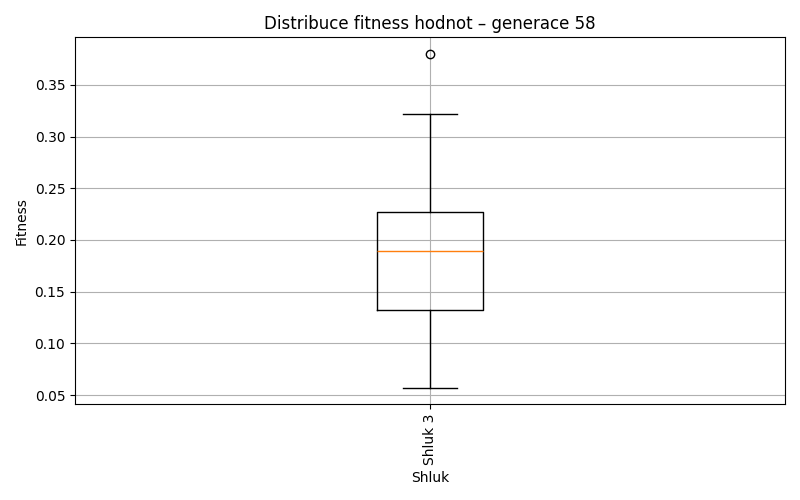 Distribuce fitness hodnot – generace 58
Fitness
0.35
0.30
0.25
0.20
0.15
0.10
0.05
Shluk 3
Shluk